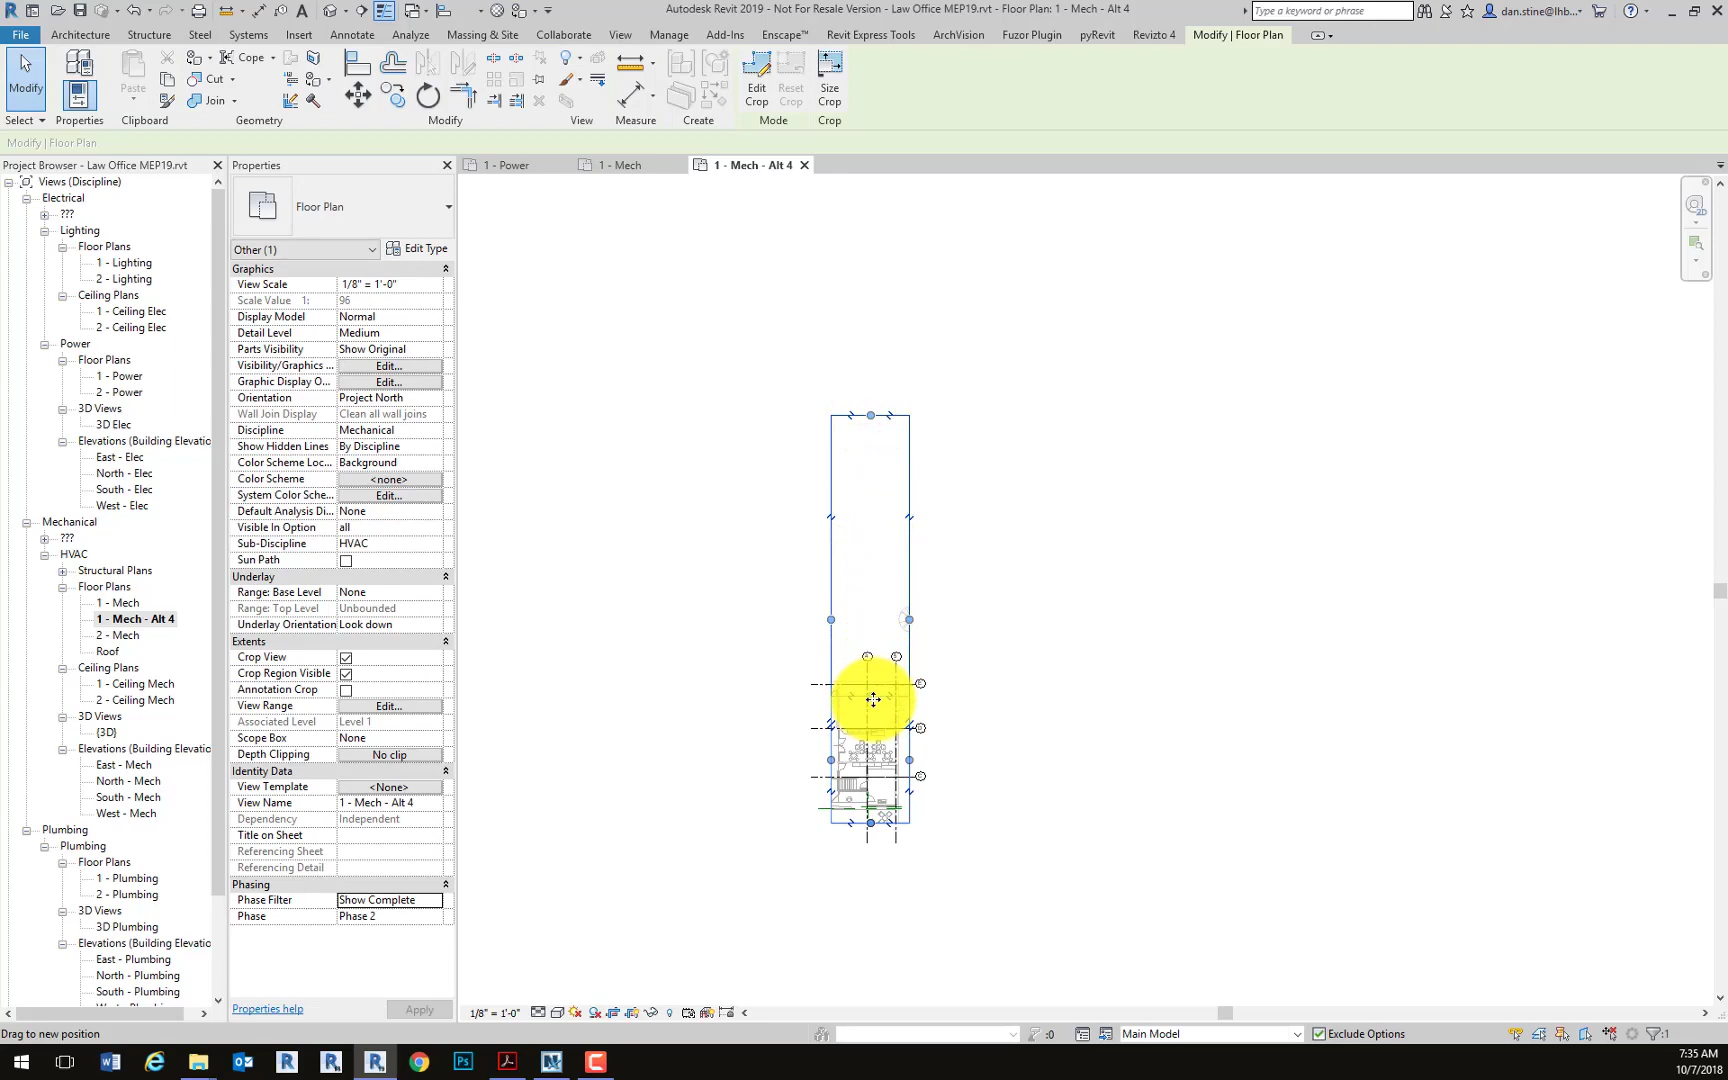 Autodesk Revit 2019 - Not For Resale Version - Law Office MEP19.rvt - Floor Plan: 1 - Mech - Alt 4
Type a keyword or phrase
dan.stine@lhb...
File Architecture Structure Steel Systems Insert Annotate Analyze Massing & Site Collaborate View Manage Add-Ins Enscape™ Revit Express Tools ArchVision Fuzor Plugin pyRevit Revizto 4 Modify | Floor Plan
Modify
Paste
Cope
Cut
Join
Edit Crop
Reset Crop
Size Crop
Select Properties Clipboard Geometry Modify View Measure Create Mode Crop
Modify | Floor Plan
Project Browser - Law Office MEP19.rvt
Views (Discipline)
Electrical
???
Lighting
Floor Plans
1 - Lighting
2 - Lighting
Ceiling Plans
1 - Ceiling Elec
2 - Ceiling Elec
Power
Floor Plans
1 - Power
2 - Power
3D Views
3D Elec
Elevations (Building Elevatio
East - Elec
North - Elec
South - Elec
West - Elec
Mechanical
???
HVAC
Structural Plans
Floor Plans
1 - Mech
1 - Mech - Alt 4
2 - Mech
Roof
Ceiling Plans
1 - Ceiling Mech
2 - Ceiling Mech
3D Views
{3D}
Elevations (Building Elevatio
East - Mech
North - Mech
South - Mech
West - Mech
Plumbing
Plumbing
Floor Plans
1 - Plumbing
2 - Plumbing
3D Views
3D Plumbing
Elevations (Building Elevatio
East - Plumbing
North - Plumbing
South - Plumbing
Properties
Floor Plan
Other (1)
Edit Type
Graphics
View Scale 1/8" = 1'-0"
Scale Value 1: 96
Display Model Normal
Detail Level Medium
Parts Visibility Show Original
Visibility/Graphics ... Edit...
Graphic Display O... Edit...
Orientation Project North
Wall Join Display Clean all wall joins
Discipline Mechanical
Show Hidden Lines By Discipline
Color Scheme Loc... Background
Color Scheme <none>
System Color Sche... Edit...
Default Analysis Di... None
Visible In Option all
Sub-Discipline HVAC
Sun Path
Underlay
Range: Base Level None
Range: Top Level Unbounded
Underlay Orientation Look down
Extents
Crop View
Crop Region Visible
Annotation Crop
View Range Edit...
Associated Level Level 1
Scope Box None
Depth Clipping No clip
Identity Data
View Template <None>
View Name 1 - Mech - Alt 4
Dependency Independent
Title on Sheet
Referencing Sheet
Referencing Detail
Phasing
Phase Filter Show Complete
Phase Phase 2
Properties help
Apply
1 - Power
1 - Mech
1 - Mech - Alt 4
2D
1/8" = 1'-0"
Drag to new position
:0
Main Model
Exclude Options
:1
7:35 AM
10/7/2018